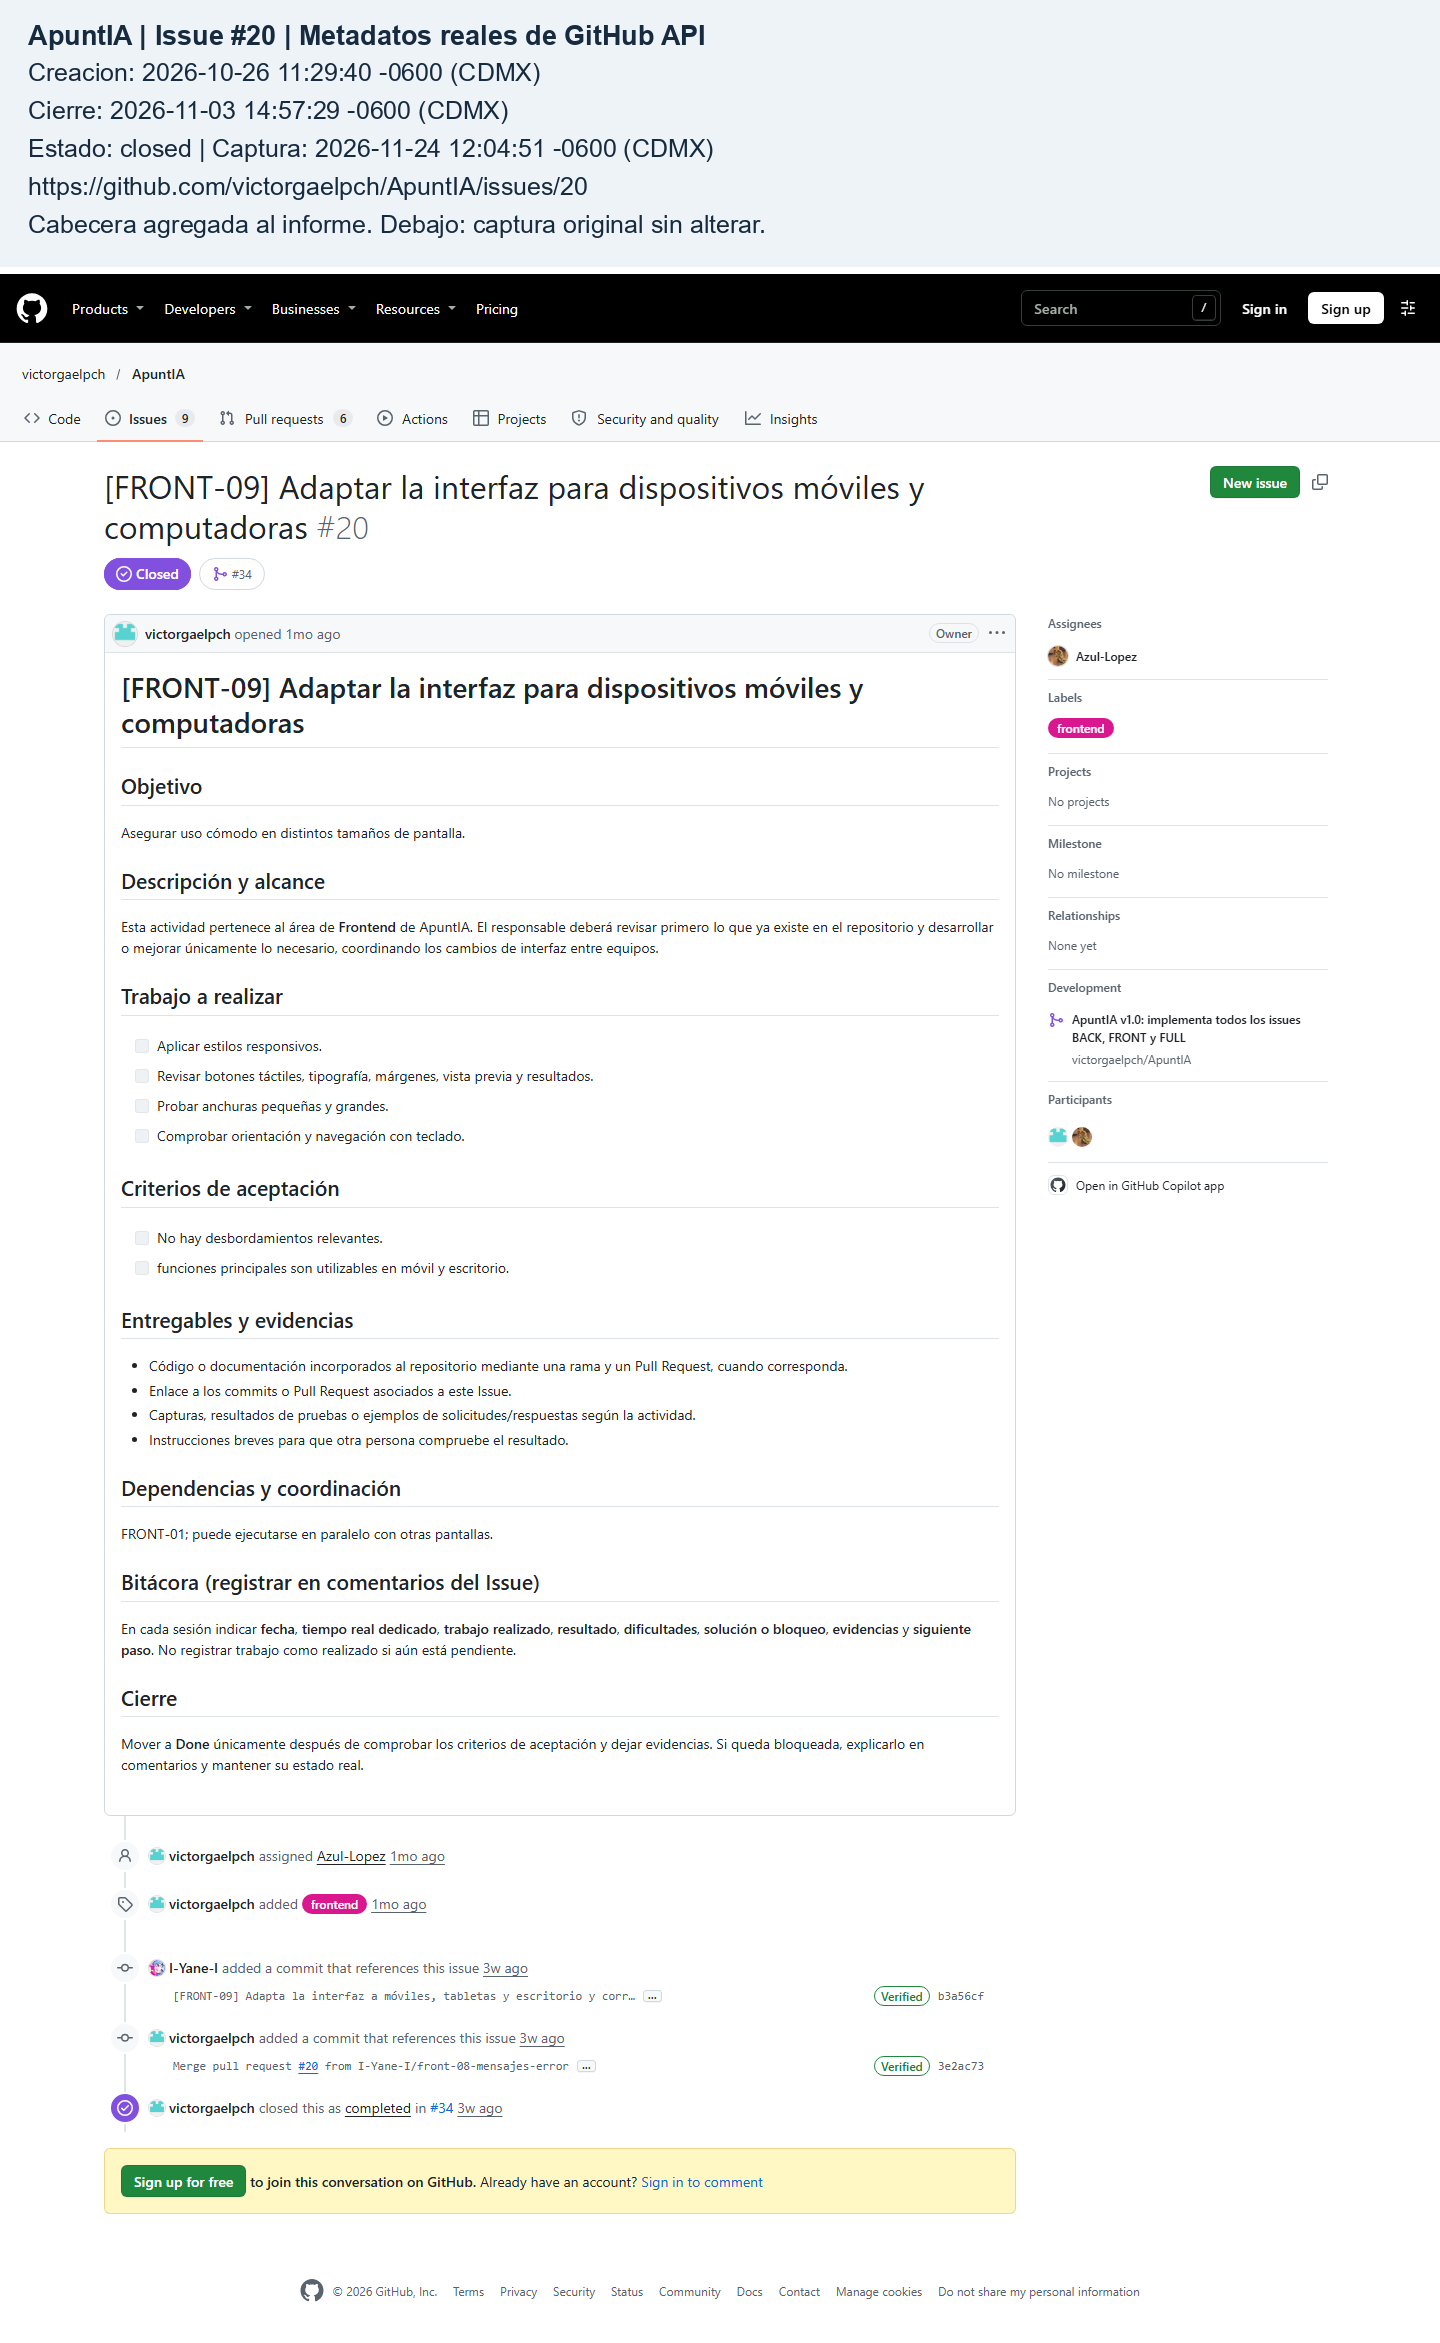 ApuntIA | Issue #20 | Metadatos reales de GitHub API
Creacion: 2026-10-26 11:29:40 -0600 (CDMX)
Cierre: 2026-11-03 14:57:29 -0600 (CDMX)
Estado: closed | Captura: 2026-11-24 12:04:51 -0600 (CDMX)
https://github.com/victorgaelpch/ApuntIA/issues/20
Cabecera agregada al informe. Debajo: captura original sin alterar.
Products Developers Businesses Resources Pricing Search / Sign in Sign up
victorgaelpch / ApuntIA
Code Issues 9 Pull requests 6 Actions Projects Security and quality Insights
[FRONT-09] Adaptar la interfaz para dispositivos móviles y
computadoras #20
New issue
Closed #34
victorgaelpch opened 1mo ago Owner
[FRONT-09] Adaptar la interfaz para dispositivos móviles y
computadoras
Objetivo
Asegurar uso cómodo en distintos tamaños de pantalla.
Descripción y alcance
Esta actividad pertenece al área de Frontend de ApuntIA. El responsable deberá revisar primero lo que ya existe en el repositorio y desarrollar
o mejorar únicamente lo necesario, coordinando los cambios de interfaz entre equipos.
Trabajo a realizar
Aplicar estilos responsivos.
Revisar botones táctiles, tipografía, márgenes, vista previa y resultados.
Probar anchuras pequeñas y grandes.
Comprobar orientación y navegación con teclado.
Criterios de aceptación
No hay desbordamientos relevantes.
funciones principales son utilizables en móvil y escritorio.
Entregables y evidencias
Código o documentación incorporados al repositorio mediante una rama y un Pull Request, cuando corresponda.
Enlace a los commits o Pull Request asociados a este Issue.
Capturas, resultados de pruebas o ejemplos de solicitudes/respuestas según la actividad.
Instrucciones breves para que otra persona compruebe el resultado.
Dependencias y coordinación
FRONT-01; puede ejecutarse en paralelo con otras pantallas.
Bitácora (registrar en comentarios del Issue)
En cada sesión indicar fecha, tiempo real dedicado, trabajo realizado, resultado, dificultades, solución o bloqueo, evidencias y siguiente
paso. No registrar trabajo como realizado si aún está pendiente.
Cierre
Mover a Done únicamente después de comprobar los criterios de aceptación y dejar evidencias. Si queda bloqueada, explicarlo en
comentarios y mantener su estado real.
Assignees
Azul-Lopez
Labels
frontend
Projects
No projects
Milestone
No milestone
Relationships
None yet
Development
ApuntIA v1.0: implementa todos los issues
BACK, FRONT y FULL
victorgaelpch/ApuntIA
Participants
Open in GitHub Copilot app
victorgaelpch assigned Azul-Lopez 1mo ago
victorgaelpch added frontend 1mo ago
I-Yane-I added a commit that references this issue 3w ago
[FRONT-09] Adapta la interfaz a móviles, tabletas y escritorio y corr… ... Verified b3a56cf
victorgaelpch added a commit that references this issue 3w ago
Merge pull request #20 from I-Yane-I/front-08-mensajes-error ... Verified 3e2ac73
victorgaelpch closed this as completed in #34 3w ago
Sign up for free to join this conversation on GitHub. Already have an account? Sign in to comment
© 2026 GitHub, Inc. Terms Privacy Security Status Community Docs Contact Manage cookies Do not share my personal information